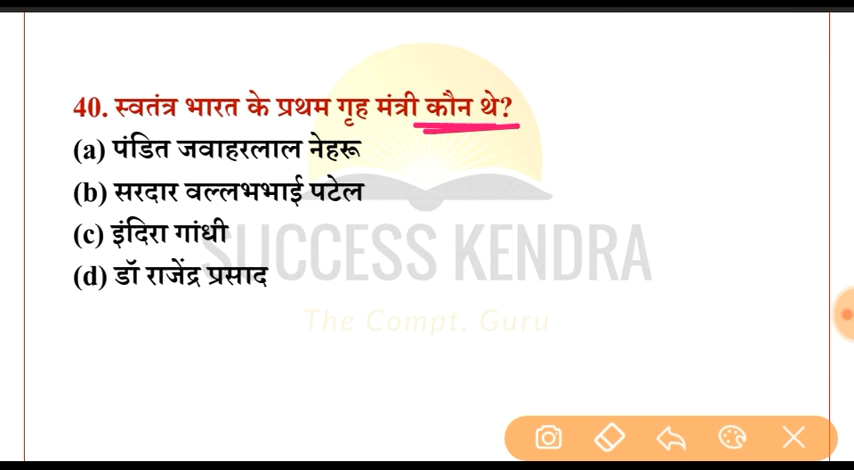 40. स्वतंत्र भारत के प्रथम गृह मंत्री कौन थे?
(a) पंडित जवाहरलाल नेहरू
(b) सरदार वल्लभभाई पटेल
(c) इंदिरा गांधी
(d) डॉ राजेंद्र प्रसाद
SUCCESS KENDRA
The Compt. Guru